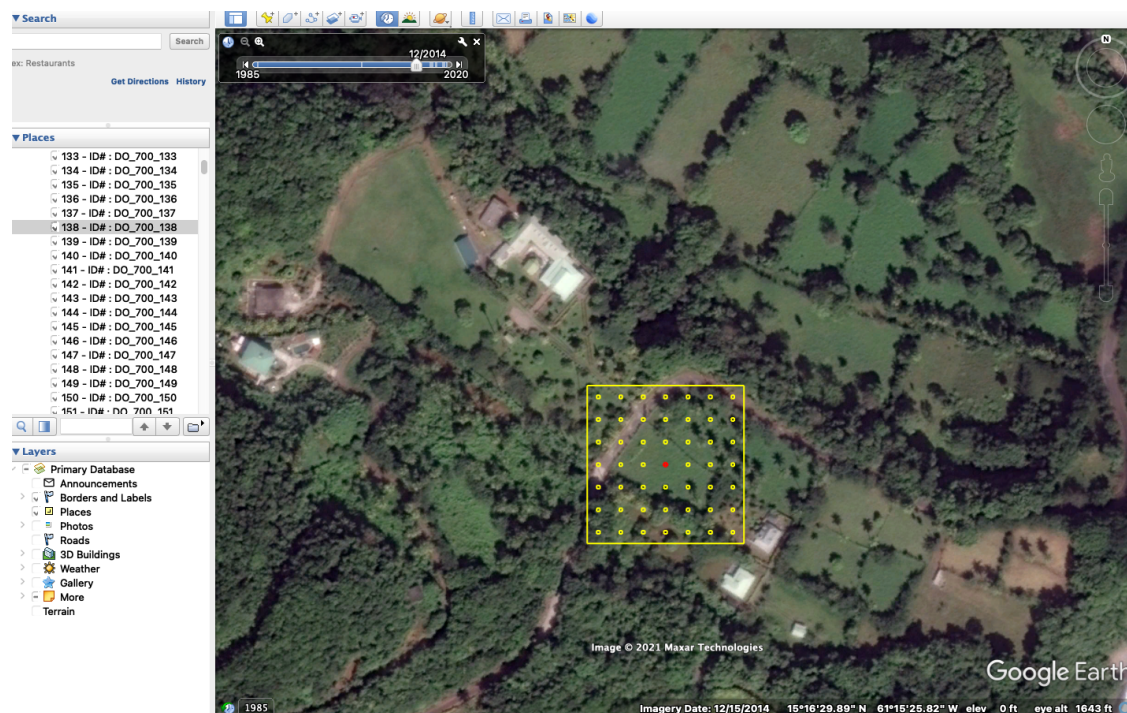 Search
Search
ex: Restaurants
Get Directions History
Places
133 - ID# : DO_700_133
134 - ID# : DO_700_134
135 - ID# : DO_700_135
136 - ID# : DO_700_136
137 - ID# : DO_700_137
138 - ID# : DO_700_138
139 - ID# : DO_700_139
140 - ID# : DO_700_140
141 - ID# : DO_700_141
142 - ID# : DO_700_142
143 - ID# : DO_700_143
144 - ID# : DO_700_144
145 - ID# : DO_700_145
146 - ID# : DO_700_146
147 - ID# : DO_700_147
148 - ID# : DO_700_148
149 - ID# : DO_700_149
150 - ID# : DO_700_150
151 - ID# : DO_700_151
Layers
Primary Database
Announcements
Borders and Labels
Places
Photos
Roads
3D Buildings
Weather
Gallery
More
Terrain
12/2014
1985 2020
N
Image © 2021 Maxar Technologies
Google Earth
1985
Imagery Date: 12/15/2014 15°16'29.89" N 61°15'25.82" W elev 0 ft eye alt 1643 ft